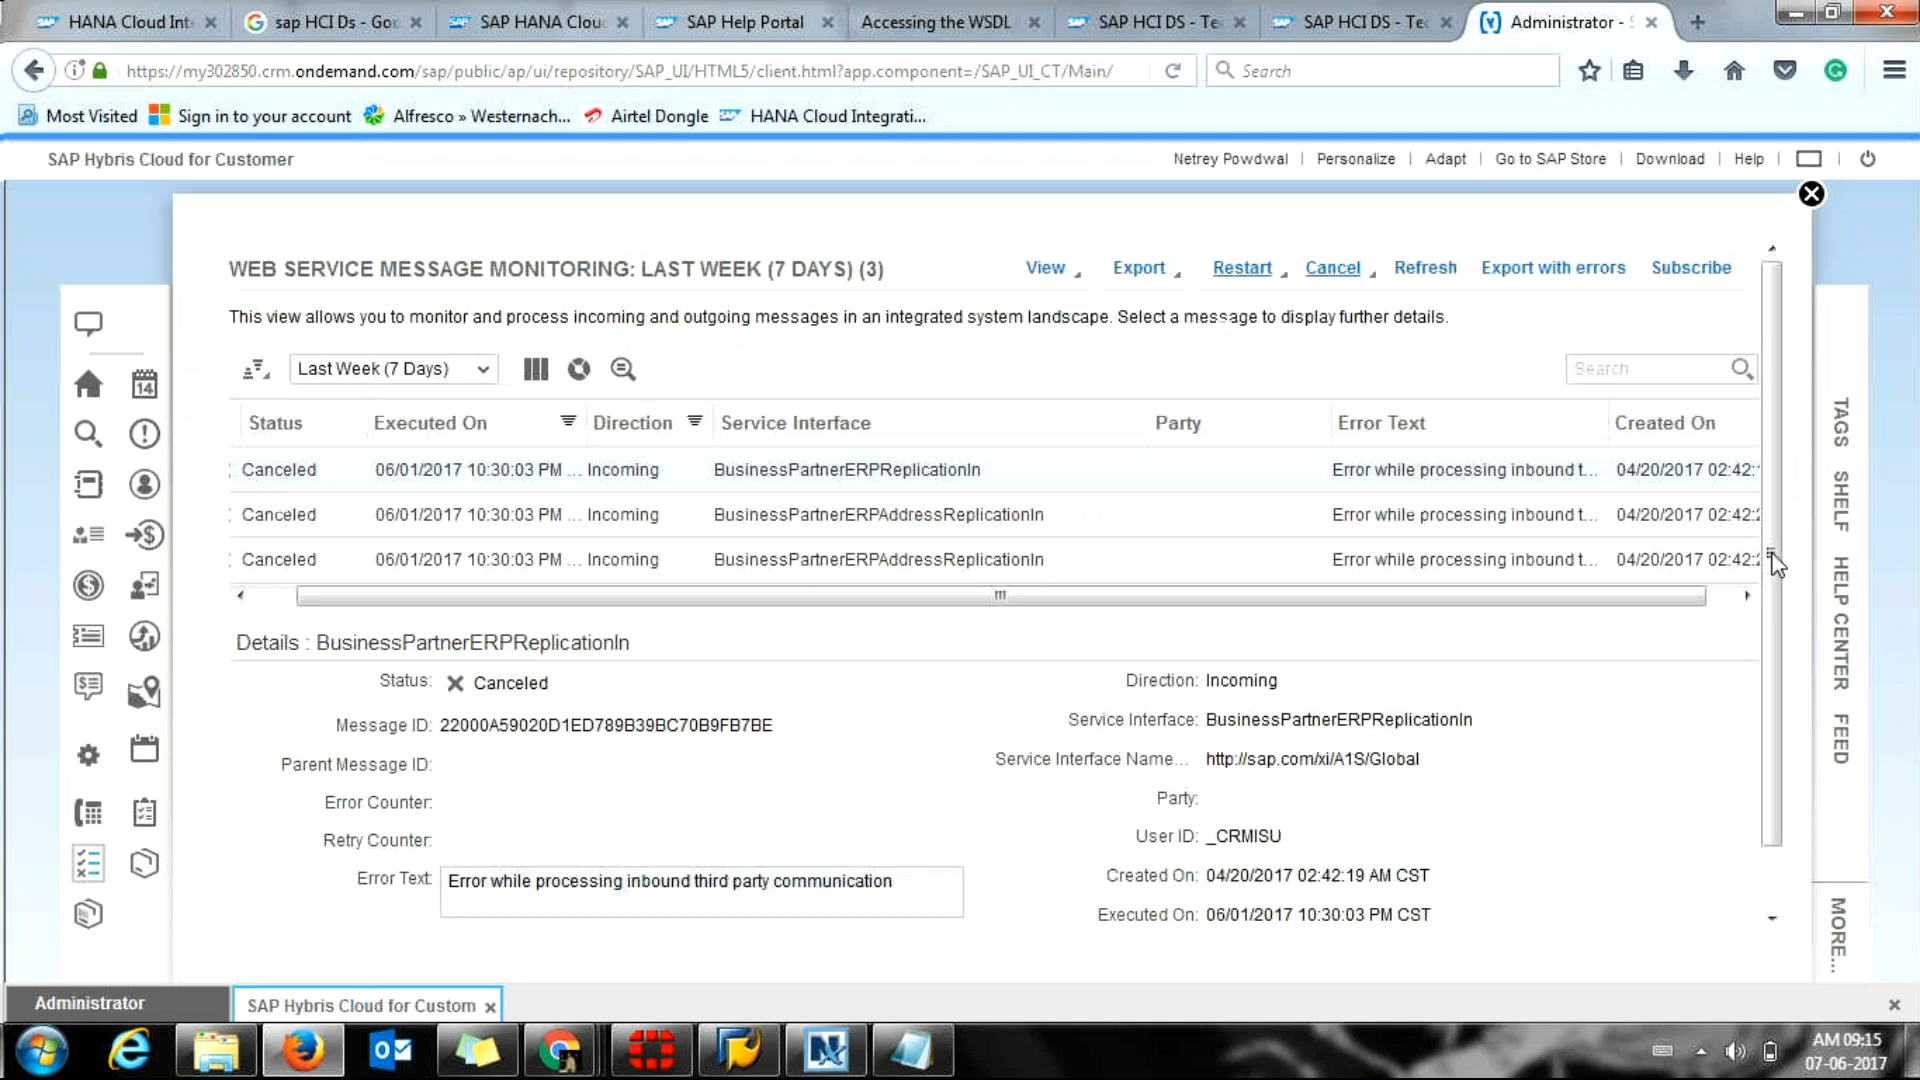 HANA Cloud Int
sap HCI Ds - Goo
SAP HANA Clou
SAP Help Portal
Accessing the WSDL
SAP HCI DS - Te
SAP HCI DS - Te
Administrator - S
https://my302850.crm.ondemand.com/sap/public/ap/ui/repository/SAP_UI/HTML5/client.html?app.component=/SAP_UI_CT/Main/
Search
Most Visited
Sign in to your account
Alfresco » Westernach...
Airtel Dongle
HANA Cloud Integrati...
SAP Hybris Cloud for Customer
Netrey Powdwal | Personalize | Adapt | Go to SAP Store | Download | Help
WEB SERVICE MESSAGE MONITORING: LAST WEEK (7 DAYS) (3)
View Export Restart Cancel Refresh Export with errors Subscribe
This view allows you to monitor and process incoming and outgoing messages in an integrated system landscape. Select a message to display further details.
Last Week (7 Days)
Search
Status Executed On Direction Service Interface Party Error Text Created On
Canceled 06/01/2017 10:30:03 PM ... Incoming BusinessPartnerERPReplicationIn Error while processing inbound t... 04/20/2017 02:42:
Canceled 06/01/2017 10:30:03 PM ... Incoming BusinessPartnerERPAddressReplicationIn Error while processing inbound t... 04/20/2017 02:42:2
Canceled 06/01/2017 10:30:03 PM ... Incoming BusinessPartnerERPAddressReplicationIn Error while processing inbound t... 04/20/2017 02:42:2
Details : BusinessPartnerERPReplicationIn
Status: Canceled
Message ID: 22000A59020D1ED789B39BC70B9FB7BE
Parent Message ID:
Error Counter:
Retry Counter:
Error Text: Error while processing inbound third party communication
Direction: Incoming
Service Interface: BusinessPartnerERPReplicationIn
Service Interface Name... http://sap.com/xi/A1S/Global
Party:
User ID: _CRMISU
Created On: 04/20/2017 02:42:19 AM CST
Executed On: 06/01/2017 10:30:03 PM CST
14
TAGS
SHELF
HELP CENTER
FEED
MORE...
Administrator
SAP Hybris Cloud for Custom
AM 09:15
07-06-2017